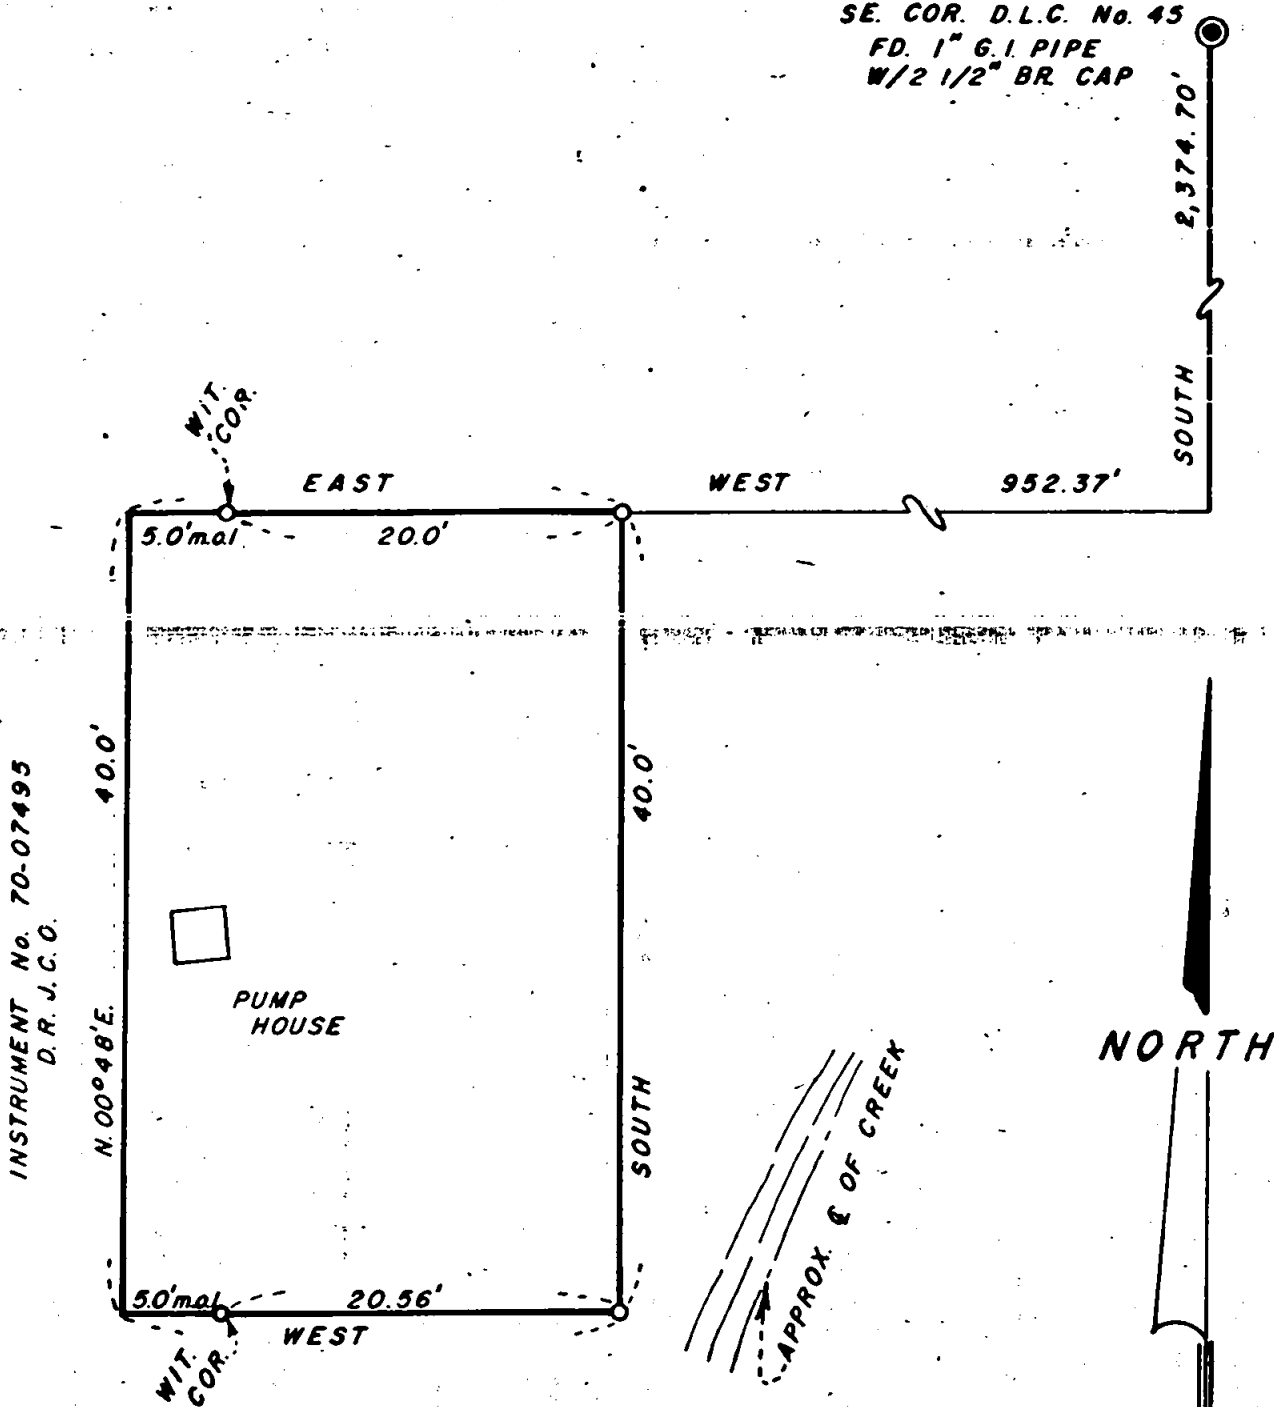 SE. COR. D.L.C. No. 45
FD. 1" G.I. PIPE
W/2 1/2" BR. CAP
2,374.70'
SOUTH
WIT.
COR.
EAST
WEST
952.37'
5.0'm.o.l
20.0'
40.0'
40.0'
INSTRUMENT No. 70-07495
D.R.J.C.O.
N.00°48'E.
PUMP
HOUSE
SOUTH
NORTH
APPROX. ℄ OF CREEK
5.0'm.o.l
20.56'
WEST
WIT.
COR.